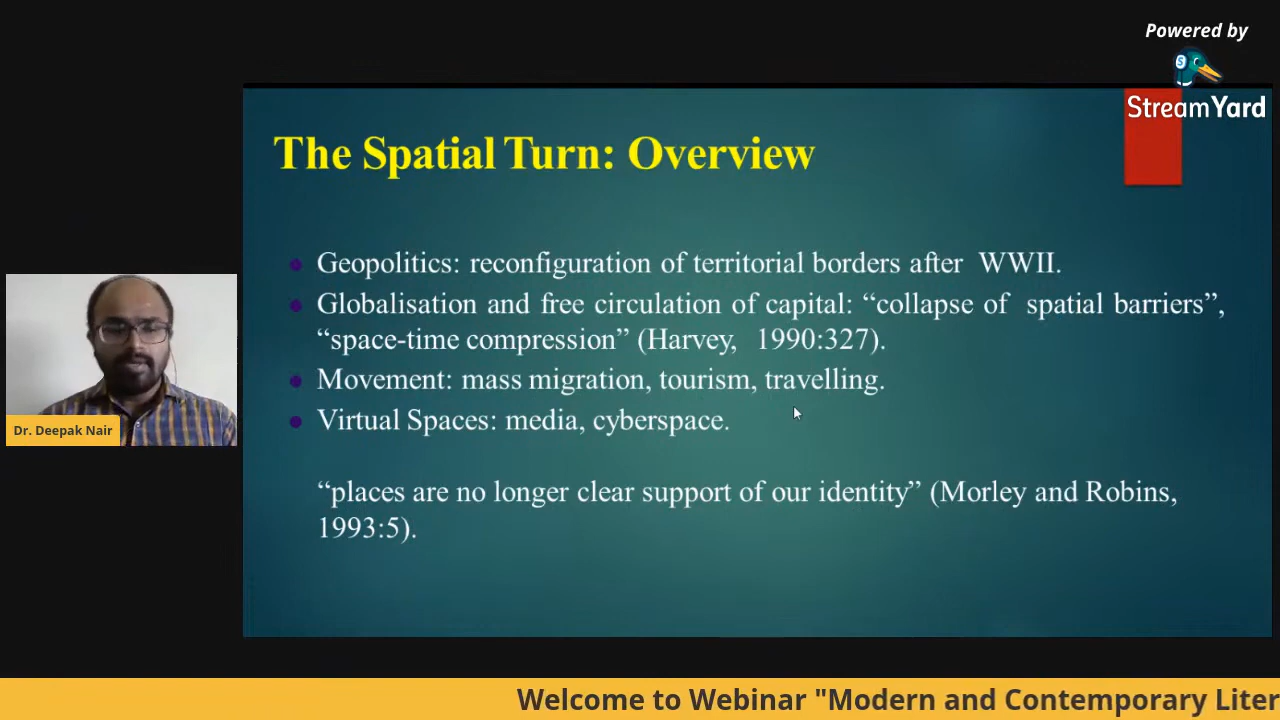 Powered by
StreamYard
The Spatial Turn: Overview
Geopolitics: reconfiguration of territorial borders after WWII.
Globalisation and free circulation of capital: “collapse of spatial barriers”,
“space-time compression” (Harvey, 1990:327).
Movement: mass migration, tourism, travelling.
Virtual Spaces: media, cyberspace.
“places are no longer clear support of our identity” (Morley and Robins,
1993:5).
Dr. Deepak Nair
Welcome to Webinar "Modern and Contemporary Liter